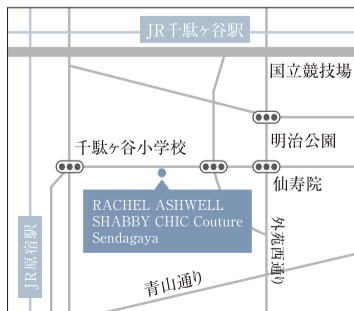 JR千駄ヶ谷駅
国立競技場
明治公園
千駄ヶ谷小学校
仙寿院
RACHEL ASHWELL
SHABBY CHIC Couture
Sendagaya
JR原宿駅
外苑西通り
青山通り